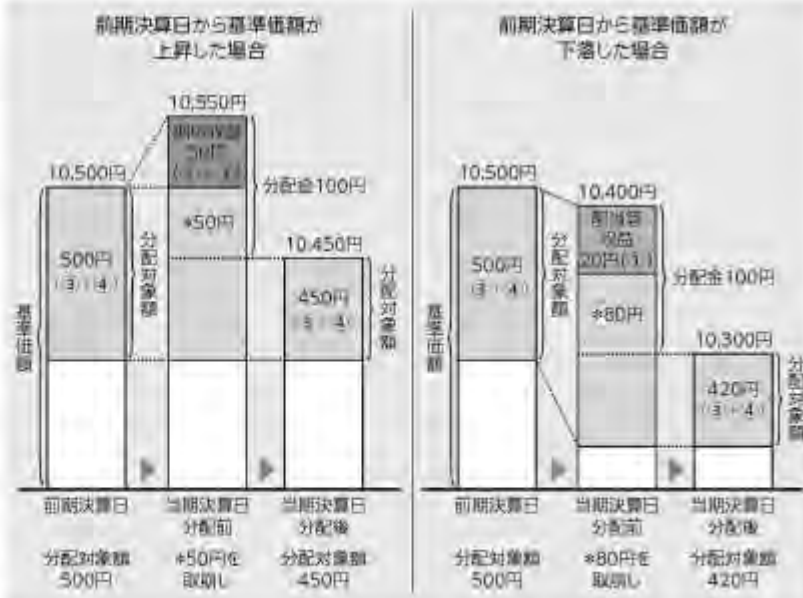 前期決算日から基準価額が
上昇した場合
10,550円
10,500円
分配金100円
*50円
10,450円
500円
(③+④)
分配対象額
450円
(③+④)
分配対象額
基準価額
前期決算日
当期決算日
分配前
当期決算日
分配後
分配対象額
500円
*50円を
取崩し
分配対象額
450円
前期決算日から基準価額が
下落した場合
10,500円
10,400円
配当等
収益
20円(①)
分配金100円
500円
(③+④)
分配対象額
*80円
10,300円
420円
(③+④)
分配対象額
基準価額
前期決算日
当期決算日
分配前
当期決算日
分配後
分配対象額
500円
*80円を
取崩し
分配対象額
420円